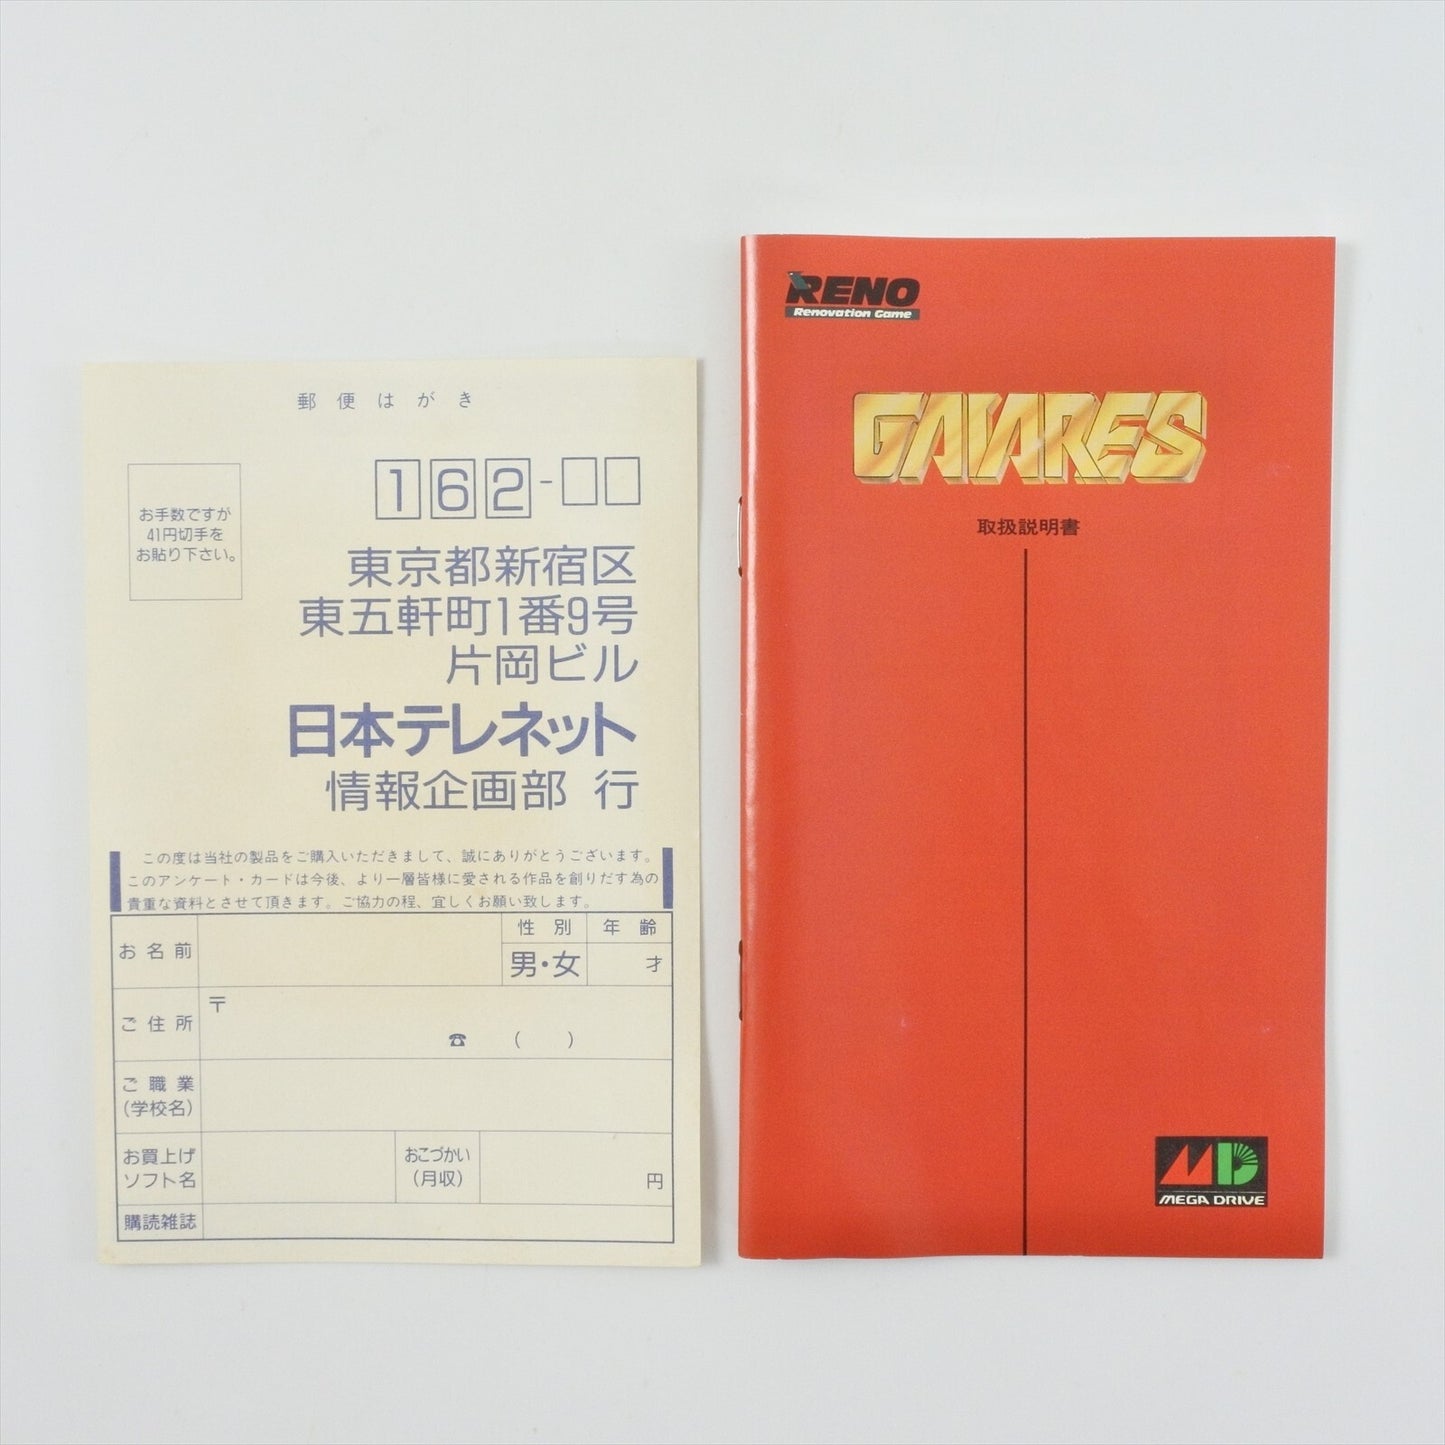 郵便はがき
お手数ですが
41円切手を
お貼り下さい。
162-
東京都新宿区
東五軒町1番9号
片岡ビル
日本テレネット
情報企画部 行
この度は当社の製品をご購入いただきまして、誠にありがとうございます。
このアンケート・カードは今後、より一層皆様に愛される作品を創りだす為の
貴重な資料とさせて頂きます。ご協力の程、宜しくお願い致します。
お名前
性別
年齢
男・女
才
ご住所
〒
☎ ( )
ご職業
(学校名)
お買上げ
ソフト名
おこづかい
(月収)
円
購読雑誌
RENO
Renovation Game
GAIARES
取扱説明書
MD
MEGA DRIVE